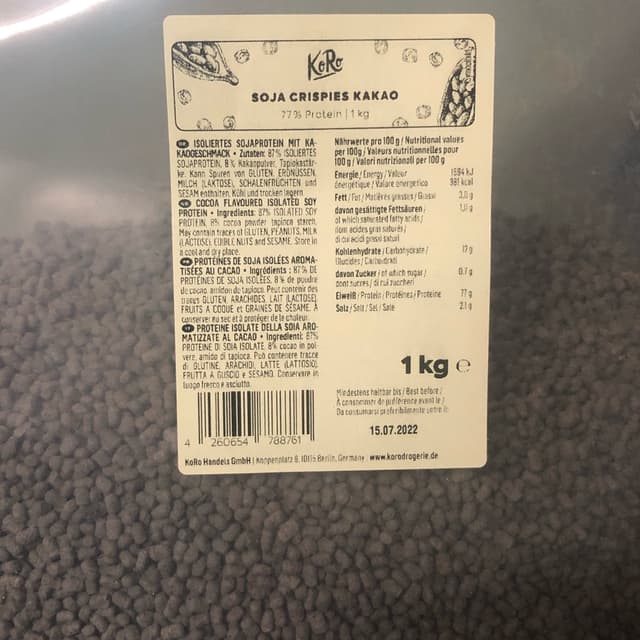 KoRo
SOJA CRISPIES KAKAO
77% Protein | 1 kg
DE ISOLIERTES SOJAPROTEIN MIT KA-
KAOGESCHMACK • Zutaten: 87% ISOLIERTES
SOJAPROTEIN, 8% Kakaopulver, Tapiokastär-
ke. Kann Spuren von GLUTEN, ERDNÜSSEN,
MILCH (LAKTOSE), SCHALENFRÜCHTEN und
SESAM enthalten. Kühl und trocken lagern.
COCOA FLAVOURED ISOLATED SOY
PROTEIN • Ingredients: 87% ISOLATED SOY
PROTEIN, 8% cocoa powder, tapioca starch.
May contain traces of GLUTEN, PEANUTS, MILK
(LACTOSE), EDIBLE NUTS and SESAME. Store in
a cool and dry place.
PROTÉINES DE SOJA ISOLÉES AROMA-
TISÉES AU CACAO • Ingrédients : 87% DE
PROTÉINES DE SOJA ISOLÉES, 8% de poudre
de cacao, amidon de tapioca. Peut contenir des
traces GLUTEN, ARACHIDES, LAIT (LACTOSE),
FRUITS A COQUE et GRAINES DE SÉSAME. À
conserver au sec et à protéger de la chaleur.
PROTEINE ISOLATE DELLA SOIA ARO-
MATIZZATE AL CACAO • Ingredienti: 87%
PROTEINE DI SOIA ISOLATE, 8% cacao in pol-
vere, amido di tapioca. Può contenere tracce
di GLUTINE, ARACHIDI, LATTE (LATTOSIO),
FRUTTA A GUSCIO e SESAMO. Conservare in
luogo fresco e asciutto.
Nährwerte pro 100 g / Nutritional values
per 100g / Valeurs nutritionnelles pour
100 g / Valori nutrizionali per 100 g
Energie / Energy / Valeur 1594 kJ
énergétique / Valore energetico 381 kcal
Fett / Fat / Matières grasses / Grassi
davon gesättigte Fettsäuren /
of which saturated fatty acids /
dont acides gras saturés /
di cui acidi grassi saturi
Kohlenhydrate / Carbohydrate / 17 g
Glucides / Carboidrati
davon Zucker / of which sugar / 0.7 g
dont sucres / di cui zuccheri
Eiweiß / Protein / Protéines / Proteine 77 g
Salz / Salt / Sel / Sale 2.1 g
1 kg e
Mindestens haltbar bis / Best before /
À consommer de préférence avant le /
Da consumarsi preferibilmente entro il:
15.07.2022
4 260654 788761
KoRo Handels GmbH | Koppenplatz 9, 10115 Berlin, Germany | www.korodrogerie.de